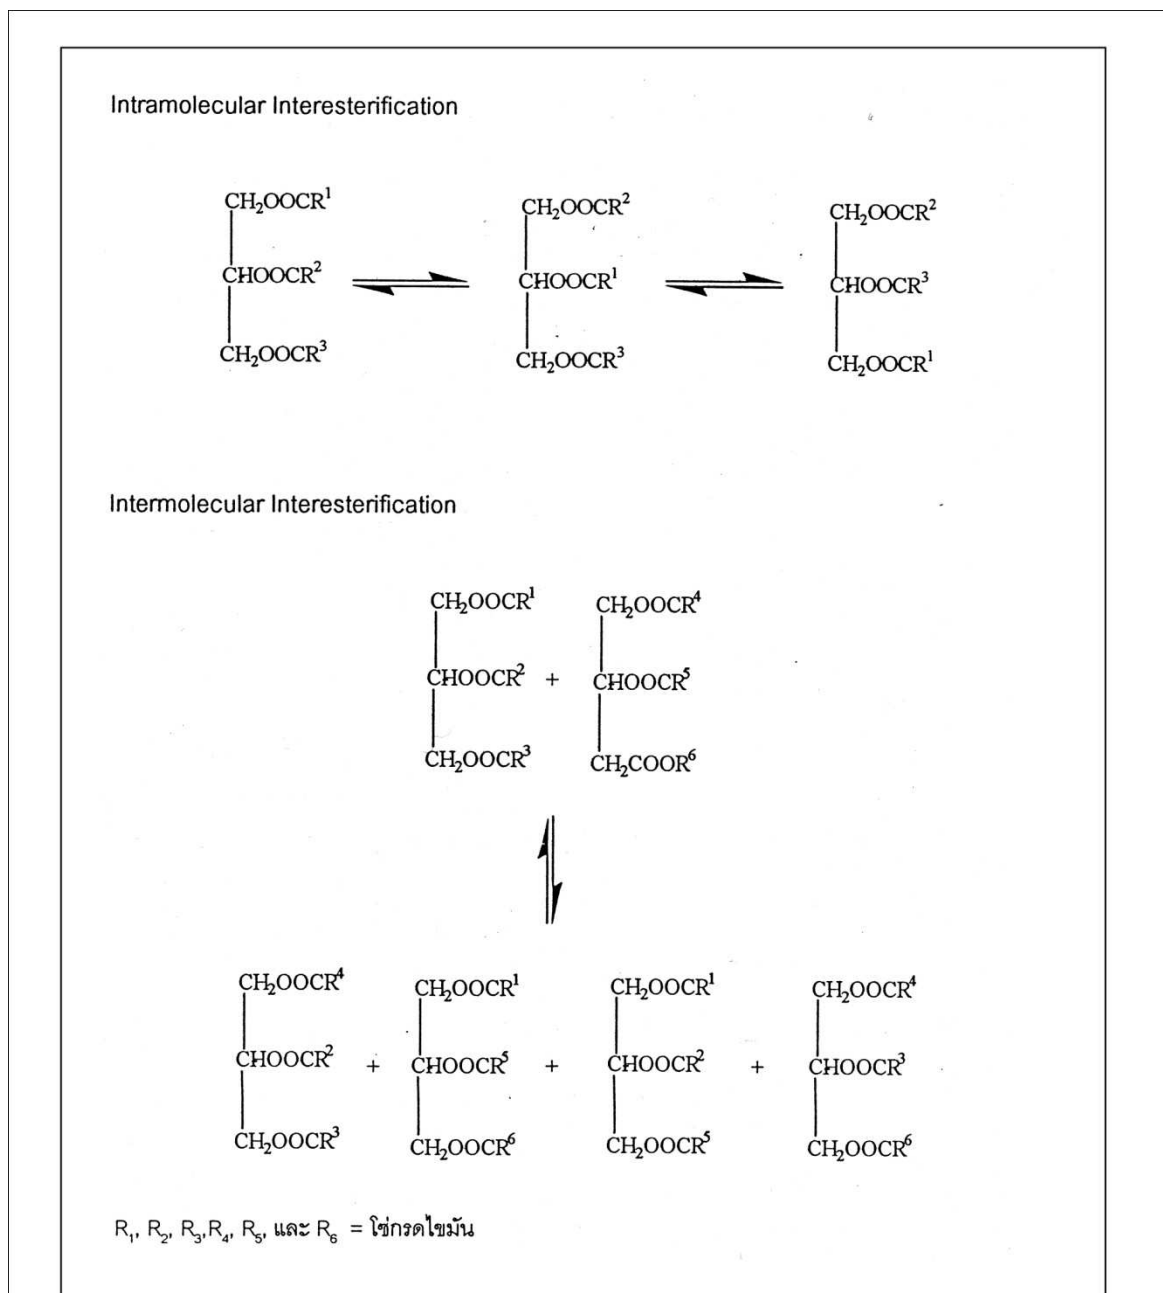 Intramolecular Interesterification
CH₂OOCR¹ CH₂OOCR² CH₂OOCR²
CHOOCR² CHOOCR¹ CHOOCR³
CH₂OOCR³ CH₂OOCR³ CH₂OOCR¹
Intermolecular Interesterification
CH₂OOCR¹ CH₂OOCR⁴
CHOOCR² + CHOOCR⁵
CH₂OOCR³ CH₂COOR⁶
CH₂OOCR⁴ CH₂OOCR¹ CH₂OOCR¹ CH₂OOCR⁴
CHOOCR² + CHOOCR⁵ + CHOOCR² + CHOOCR³
CH₂OOCR³ CH₂OOCR⁶ CH₂OOCR⁵ CH₂OOCR⁶
R₁, R₂, R₃,R₄, R₅, และ R₆ = โซ่กรดไขมัน